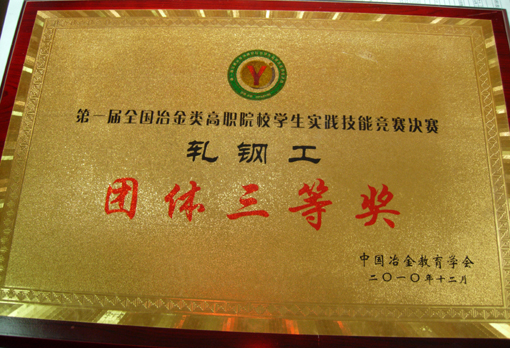 第一届全国冶金类高职院校学生实践技能竞赛决赛
轧钢工
团体三等奖
中国冶金教育学会
二〇一〇年十二月